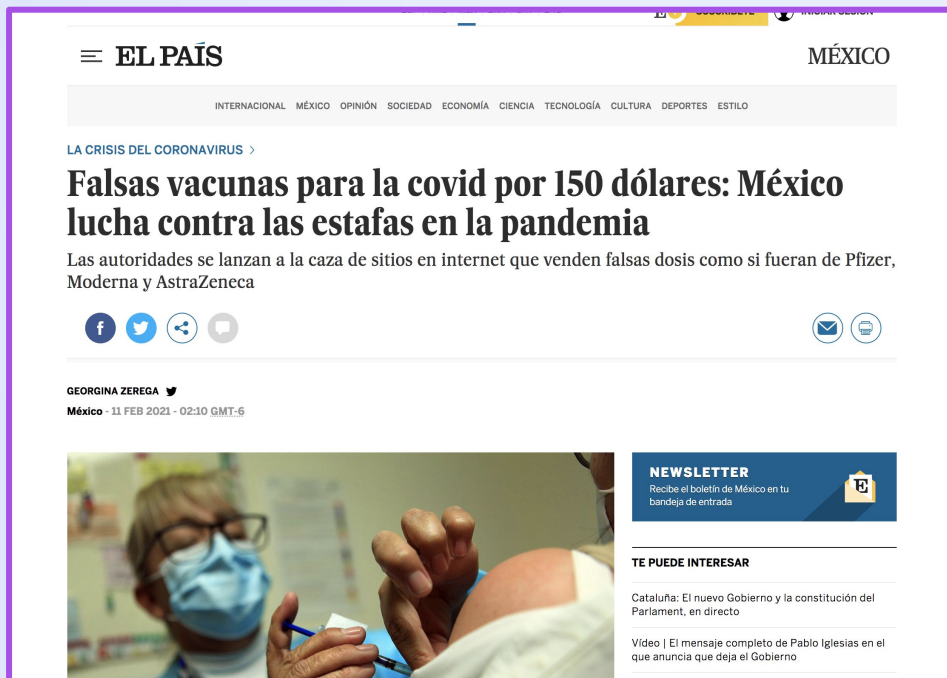 EL PAÍS
MÉXICO
INTERNACIONAL MÉXICO OPINIÓN SOCIEDAD ECONOMÍA CIENCIA TECNOLOGÍA CULTURA DEPORTES ESTILO
LA CRISIS DEL CORONAVIRUS >
Falsas vacunas para la covid por 150 dólares: México
lucha contra las estafas en la pandemia
Las autoridades se lanzan a la caza de sitios en internet que venden falsas dosis como si fueran de Pfizer,
Moderna y AstraZeneca
GEORGINA ZEREGA
México - 11 FEB 2021 - 02:10 GMT-6
NEWSLETTER
Recibe el boletín de México en tu
bandeja de entrada
E
TE PUEDE INTERESAR
Cataluña: El nuevo Gobierno y la constitución del
Parlament, en directo
Vídeo | El mensaje completo de Pablo Iglesias en el
que anuncia que deja el Gobierno